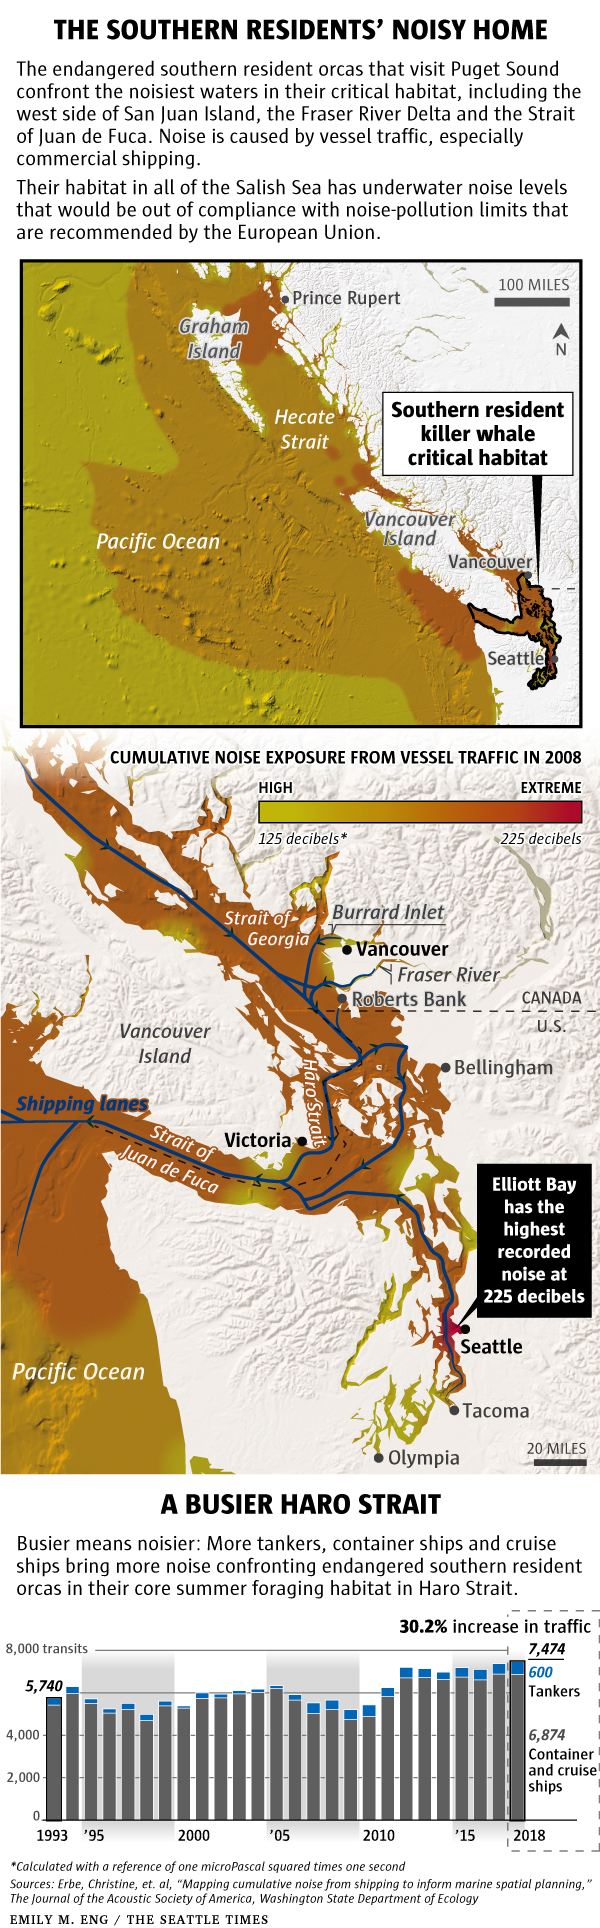 THE SOUTHERN RESIDENTS’ NOISY HOME
The endangered southern resident orcas that visit Puget Sound
confront the noisiest waters in their critical habitat, including the
west side of San Juan Island, the Fraser River Delta and the Strait
of Juan de Fuca. Noise is caused by vessel traffic, especially
commercial shipping.
Their habitat in all of the Salish Sea has underwater noise levels
that would be out of compliance with noise-pollution limits that
are recommended by the European Union.
100 MILES
N
Prince Rupert
Graham
Island
Hecate
Strait
Southern resident
killer whale
critical habitat
Vancouver
Island
Pacific Ocean
Vancouver
Seattle
CUMULATIVE NOISE EXPOSURE FROM VESSEL TRAFFIC IN 2008
HIGH
EXTREME
125 decibels*
225 decibels
Strait of
Georgia
Burrard Inlet
Vancouver
Fraser River
Roberts Bank
CANADA
U.S.
Vancouver
Island
Bellingham
Haro Strait
Shipping lanes
Victoria
Strait of
Juan de Fuca
Elliott Bay
has the
highest
recorded
noise at
225 decibels
Seattle
Pacific Ocean
Tacoma
Olympia
20 MILES
A BUSIER HARO STRAIT
Busier means noisier: More tankers, container ships and cruise
ships bring more noise confronting endangered southern resident
orcas in their core summer foraging habitat in Haro Strait.
30.2% increase in traffic
8,000 transits
7,474
600
Tankers
5,740
6,874
Container
and cruise
ships
4,000
2,000
0
1993 ’95 2000 ’05 2010 ’15 2018
*Calculated with a reference of one microPascal squared times one second
Sources: Erbe, Christine, et. al, “Mapping cumulative noise from shipping to inform marine spatial planning,”
The Journal of the Acoustic Society of America, Washington State Department of Ecology
EMILY M. ENG / THE SEATTLE TIMES